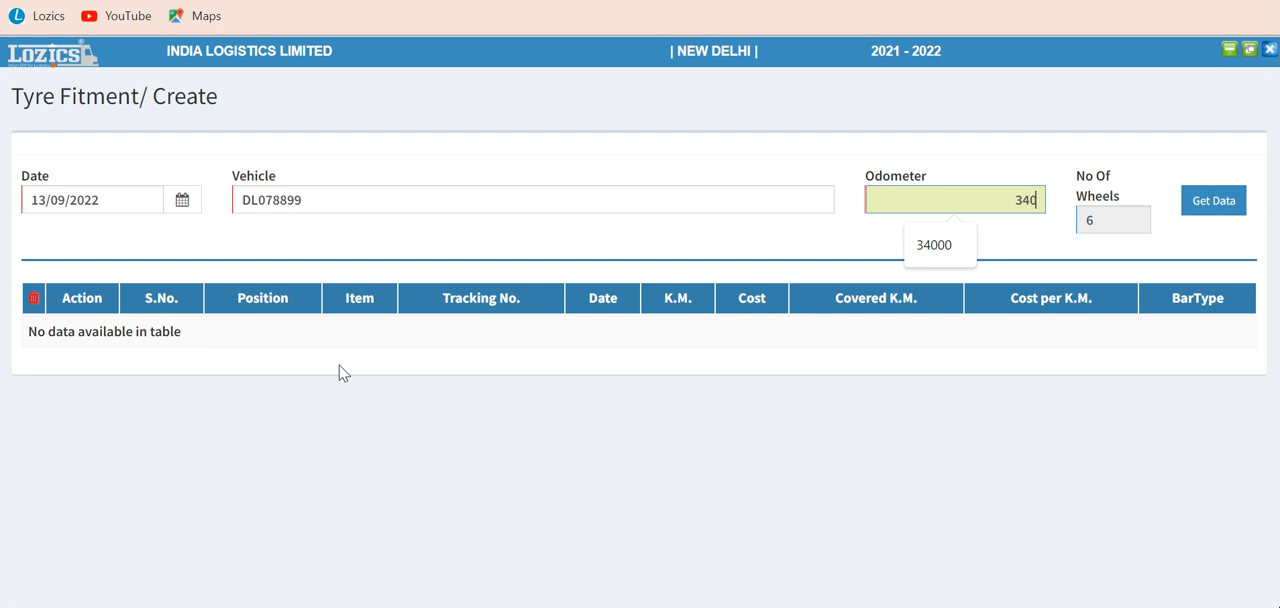 Lozics YouTube Maps
LOZICS INDIA LOGISTICS LIMITED | NEW DELHI | 2021 - 2022
Tyre Fitment/ Create
Date Vehicle Odometer No Of Wheels
13/09/2022 DL078899 340 6 Get Data
34000
Action S.No. Position Item Tracking No. Date K.M. Cost Covered K.M. Cost per K.M. BarType
No data available in table